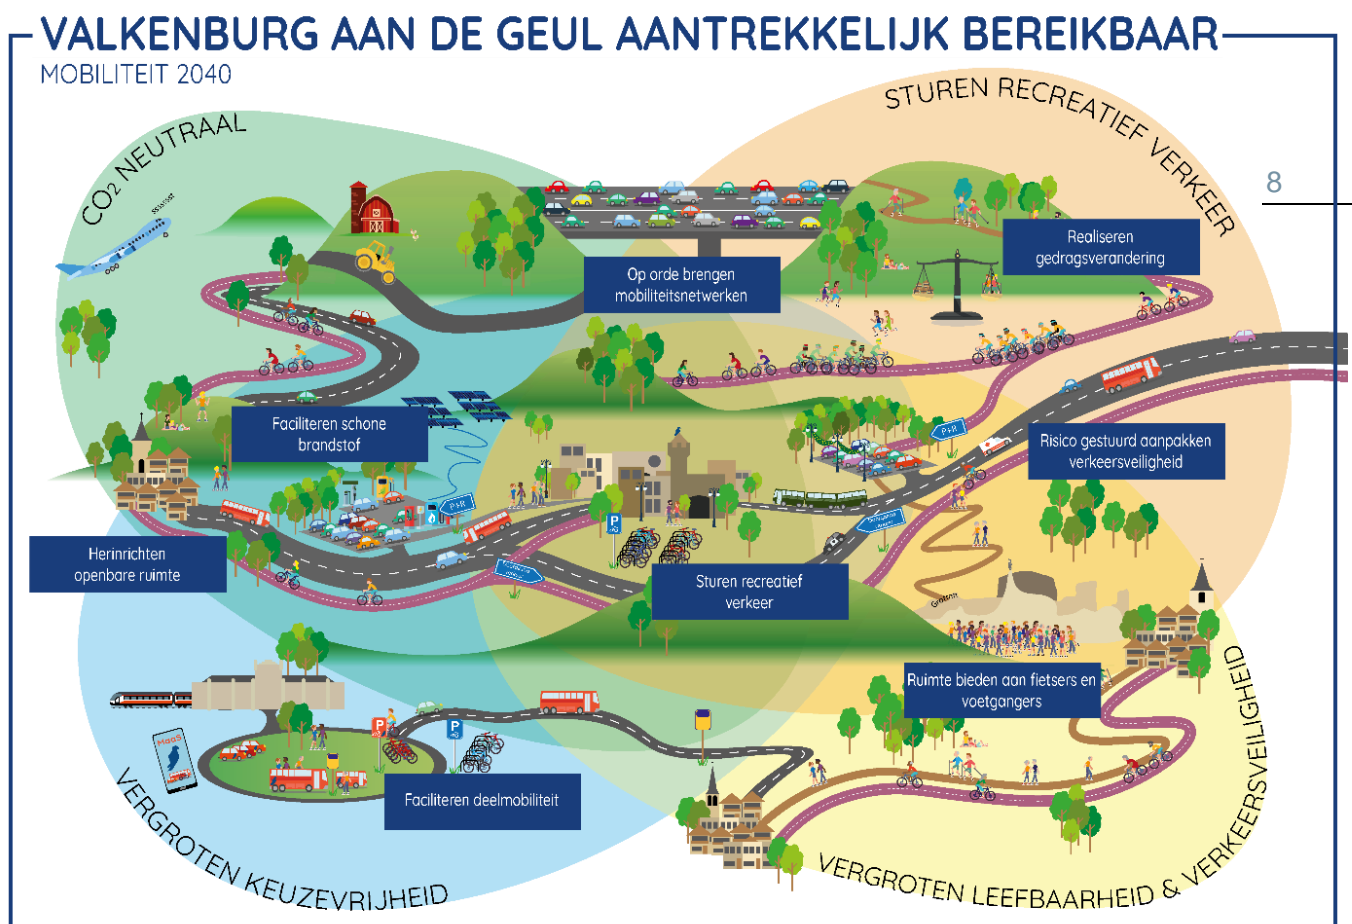 VALKENBURG AAN DE GEUL AANTREKKELIJK BEREIKBAAR
MOBILITEIT 2040
CO2 NEUTRAAL
STUREN RECREATIEF VERKEER
8
Realiseren
gedragsverandering
Op orde brengen
mobiliteitsnetwerken
Faciliteren schone
brandstof
P+R
Risico gestuurd aanpakken
verkeersveiligheid
P+R
P
Herinrichten
openbare ruimte
Sturen recreatief
verkeer
Grotten
Ruimte bieden aan fietsers en
voetgangers
MaaS
P
P
Faciliteren deelmobiliteit
VERGROTEN KEUZEVRIJHEID
VERGROTEN LEEFBAARHEID & VERKEERSVEILIGHEID